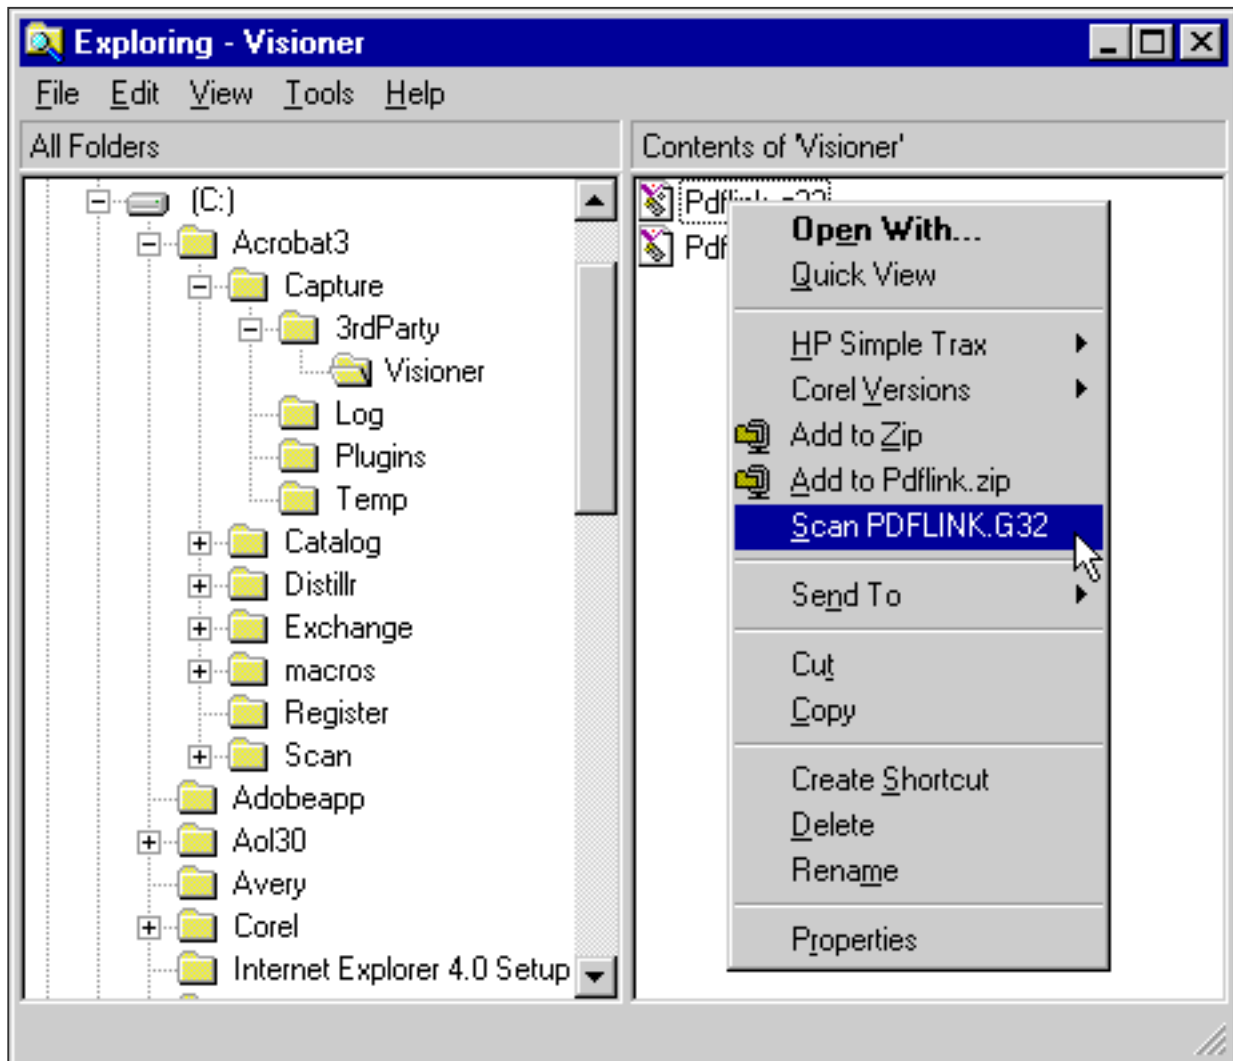 Exploring - Visioner
File Edit View Tools Help
All Folders
Contents of 'Visioner'
(C:)
Acrobat3
Capture
3rdParty
Visioner
Log
Plugins
Temp
Catalog
Distillr
Exchange
macros
Register
Scan
Adobeapp
Aol30
Avery
Corel
Internet Explorer 4.0 Setup
Pdflink.g32
Pdf
Open With...
Quick View
HP Simple Trax
Corel Versions
Add to Zip
Add to Pdflink.zip
Scan PDFLINK.G32
Send To
Cut
Copy
Create Shortcut
Delete
Rename
Properties